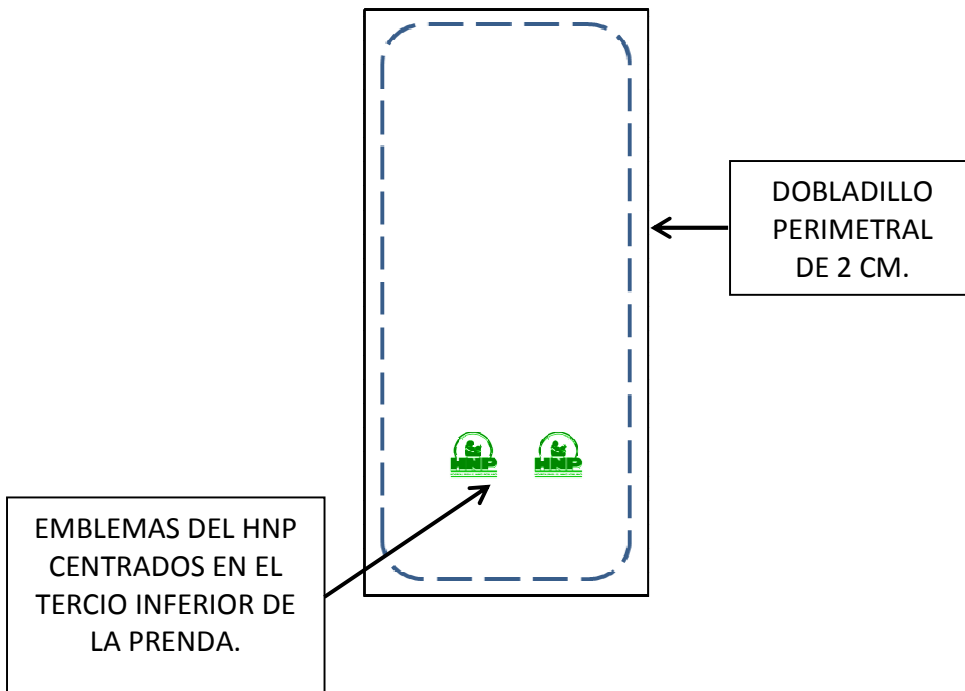 DOBLADILLO
PERIMETRAL
DE 2 CM.
HNP HNP
EMBLEMAS DEL HNP
CENTRADOS EN EL
TERCIO INFERIOR DE
LA PRENDA.